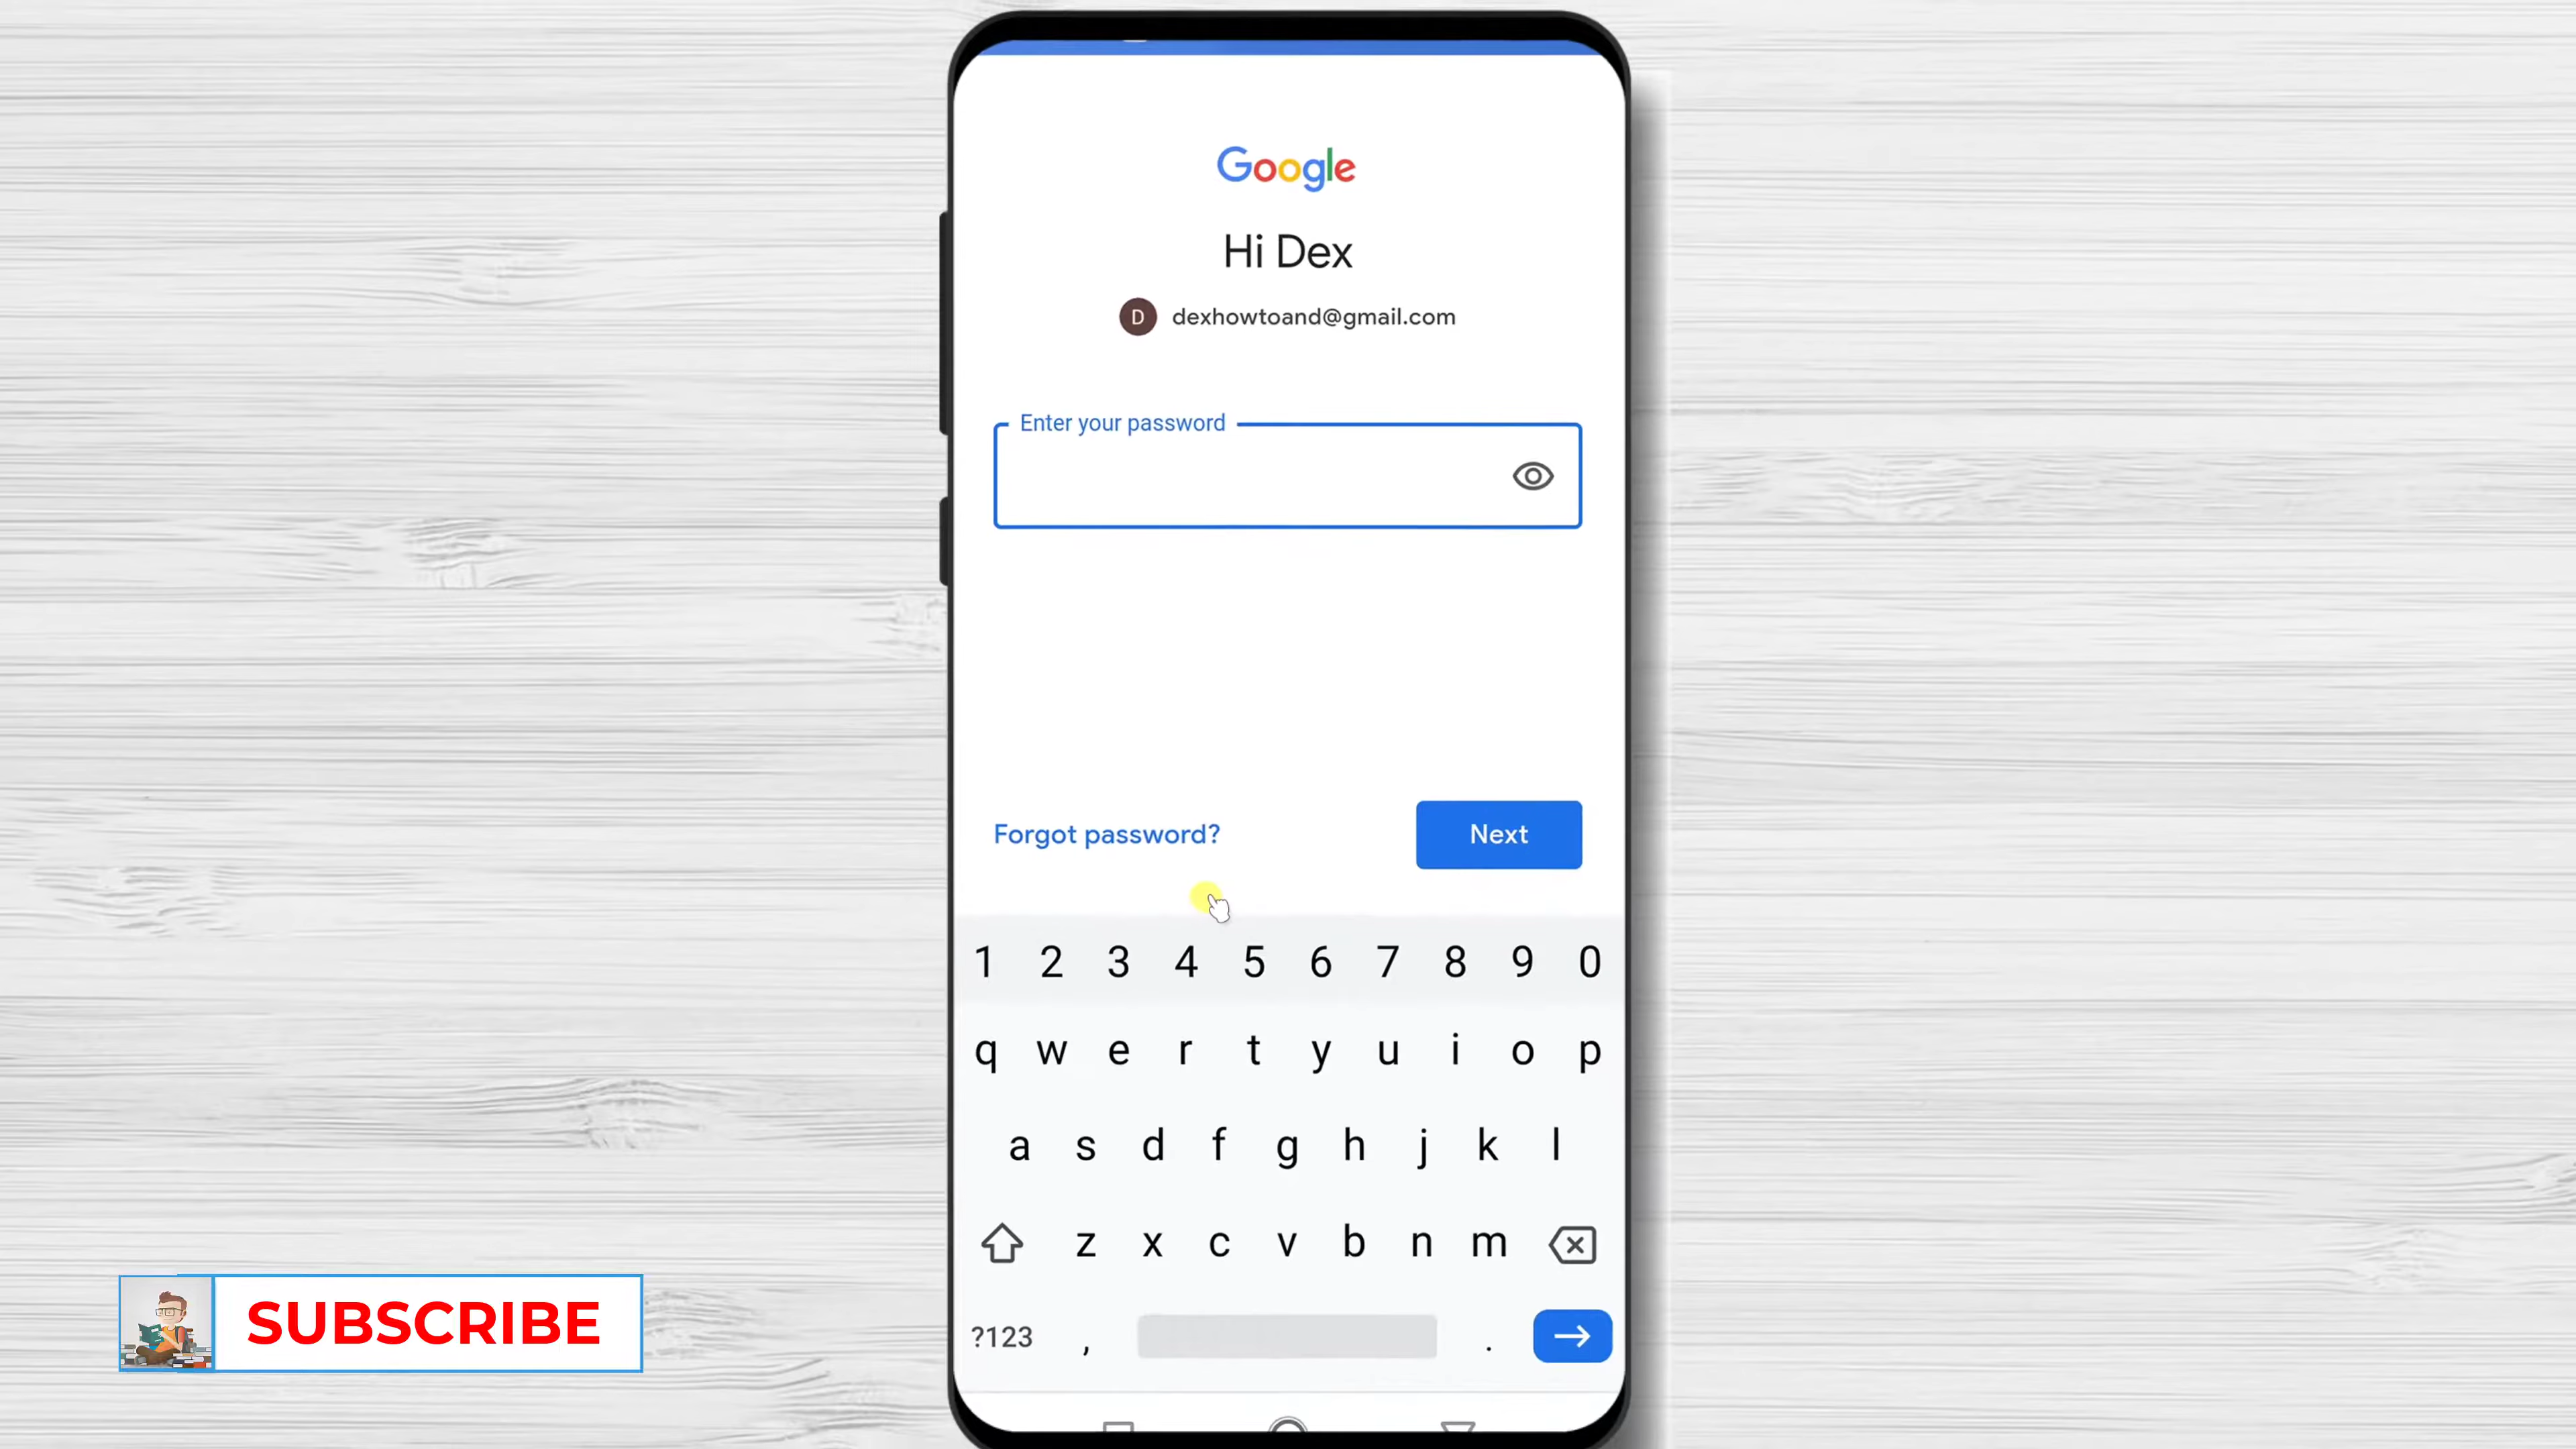 Google
Hi Dex
D dexhowtoand@gmail.com
Enter your password
Forgot password? Next
1 2 3 4 5 6 7 8 9 0
q w e r t y u i o p
a s d f g h j k l
z x c v b n m
?123 , .
SUBSCRIBE